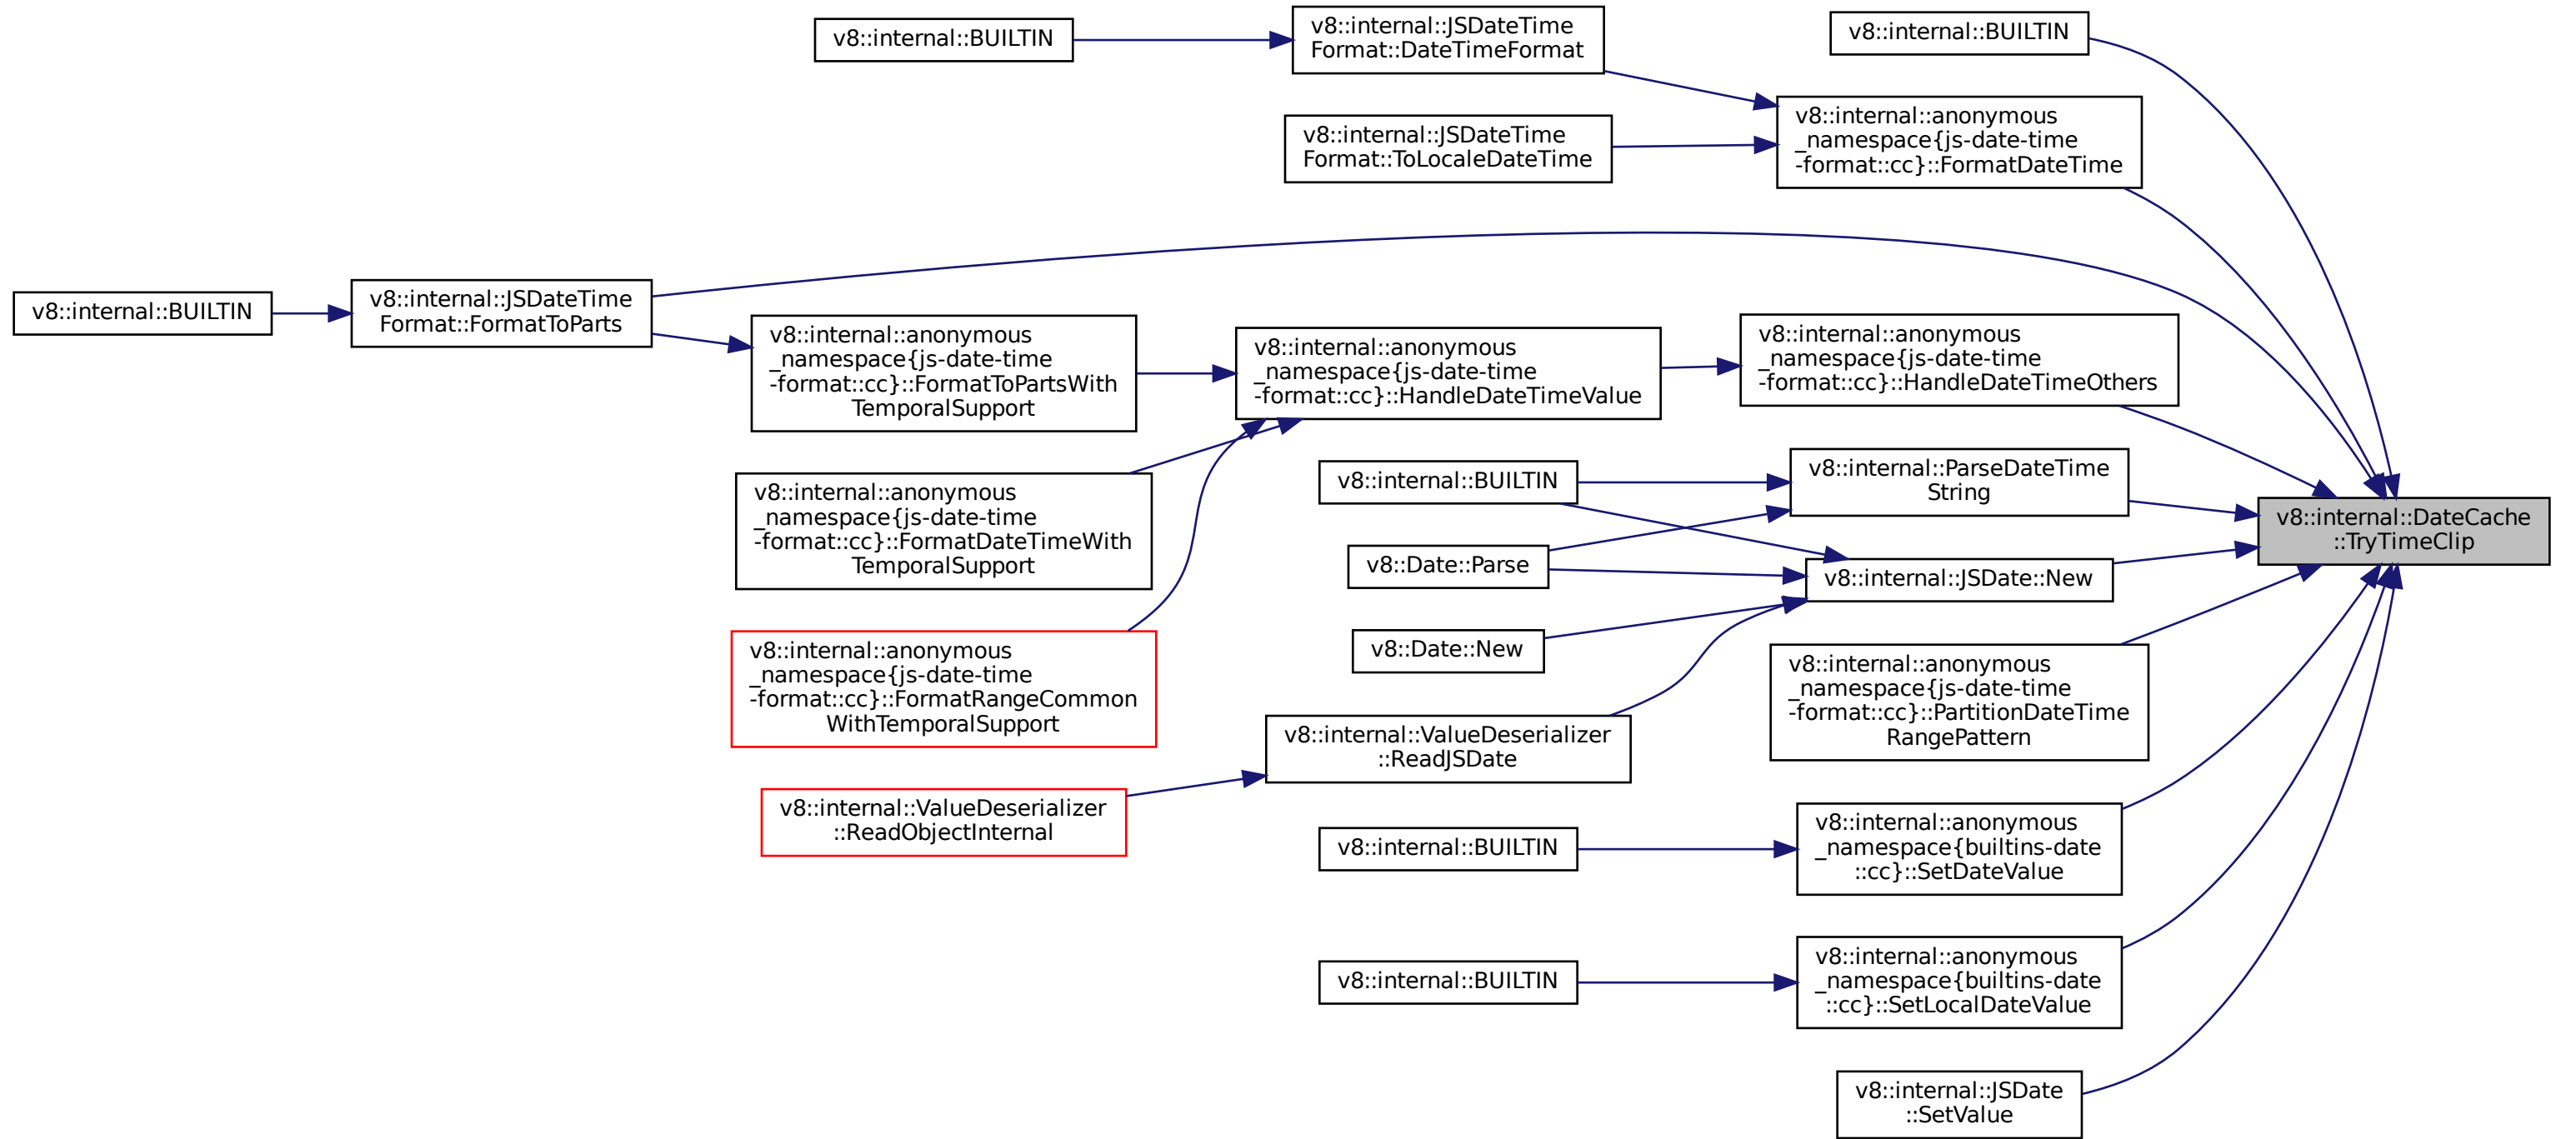 v8::internal::BUILTIN
v8::internal::JSDateTime
Format::DateTimeFormat
v8::internal::BUILTIN
v8::internal::anonymous
_namespace{js-date-time
-format::cc}::FormatDateTime
v8::internal::JSDateTime
Format::ToLocaleDateTime
v8::internal::BUILTIN
v8::internal::JSDateTime
Format::FormatToParts
v8::internal::anonymous
_namespace{js-date-time
-format::cc}::FormatToPartsWith
TemporalSupport
v8::internal::anonymous
_namespace{js-date-time
-format::cc}::HandleDateTimeValue
v8::internal::anonymous
_namespace{js-date-time
-format::cc}::HandleDateTimeOthers
v8::internal::anonymous
_namespace{js-date-time
-format::cc}::FormatDateTimeWith
TemporalSupport
v8::internal::BUILTIN
v8::internal::ParseDateTime
String
v8::internal::DateCache
::TryTimeClip
v8::Date::Parse
v8::internal::JSDate::New
v8::Date::New
v8::internal::anonymous
_namespace{js-date-time
-format::cc}::FormatRangeCommon
WithTemporalSupport
v8::internal::anonymous
_namespace{js-date-time
-format::cc}::PartitionDateTime
RangePattern
v8::internal::ValueDeserializer
::ReadJSDate
v8::internal::ValueDeserializer
::ReadObjectInternal
v8::internal::BUILTIN
v8::internal::anonymous
_namespace{builtins-date
::cc}::SetDateValue
v8::internal::BUILTIN
v8::internal::anonymous
_namespace{builtins-date
::cc}::SetLocalDateValue
v8::internal::JSDate
::SetValue